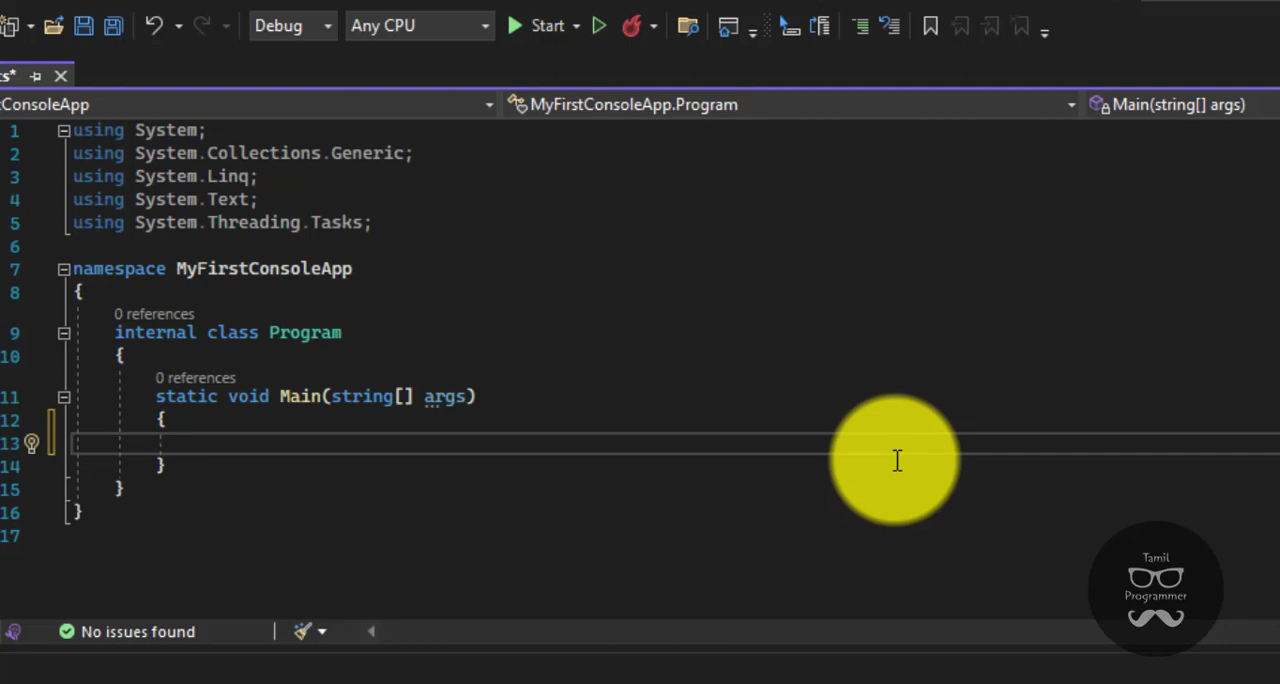 Debug
Any CPU
Start
cs*
ConsoleApp
MyFirstConsoleApp.Program
Main(string[] args)
1 using System;
2 using System.Collections.Generic;
3 using System.Linq;
4 using System.Text;
5 using System.Threading.Tasks;
6
7 namespace MyFirstConsoleApp
8 {
0 references
9 internal class Program
10 {
0 references
11 static void Main(string[] args)
12 {
13
14 }
15 }
16 }
17
No issues found
Tamil
Programmer